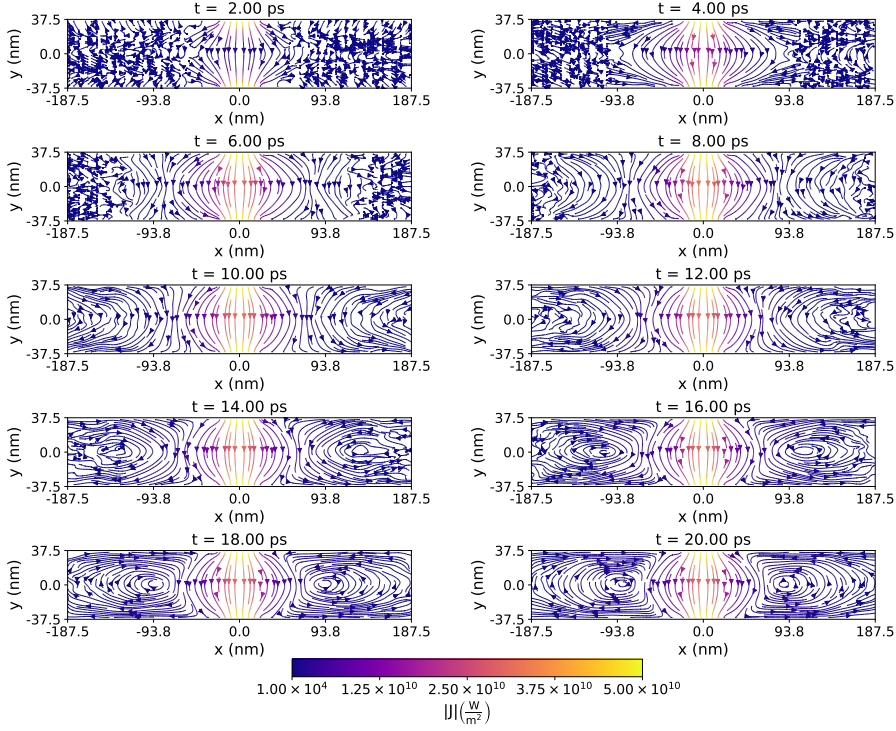 t = 2.00 ps
t = 4.00 ps
37.5
0.0
-37.5
y (nm)
-187.5 -93.8 0.0 93.8 187.5
x (nm)
37.5
0.0
-37.5
y (nm)
-187.5 -93.8 0.0 93.8 187.5
x (nm)
t = 6.00 ps
t = 8.00 ps
37.5
0.0
-37.5
y (nm)
-187.5 -93.8 0.0 93.8 187.5
x (nm)
37.5
0.0
-37.5
y (nm)
-187.5 -93.8 0.0 93.8 187.5
x (nm)
t = 10.00 ps
t = 12.00 ps
37.5
0.0
-37.5
y (nm)
-187.5 -93.8 0.0 93.8 187.5
x (nm)
37.5
0.0
-37.5
y (nm)
-187.5 -93.8 0.0 93.8 187.5
x (nm)
t = 14.00 ps
t = 16.00 ps
37.5
0.0
-37.5
y (nm)
-187.5 -93.8 0.0 93.8 187.5
x (nm)
37.5
0.0
-37.5
y (nm)
-187.5 -93.8 0.0 93.8 187.5
x (nm)
t = 18.00 ps
t = 20.00 ps
37.5
0.0
-37.5
y (nm)
-187.5 -93.8 0.0 93.8 187.5
x (nm)
37.5
0.0
-37.5
y (nm)
-187.5 -93.8 0.0 93.8 187.5
x (nm)
1.00 × 10⁴ 1.25 × 10¹⁰ 2.50 × 10¹⁰ 3.75 × 10¹⁰ 5.00 × 10¹⁰
|J| (W/m²)